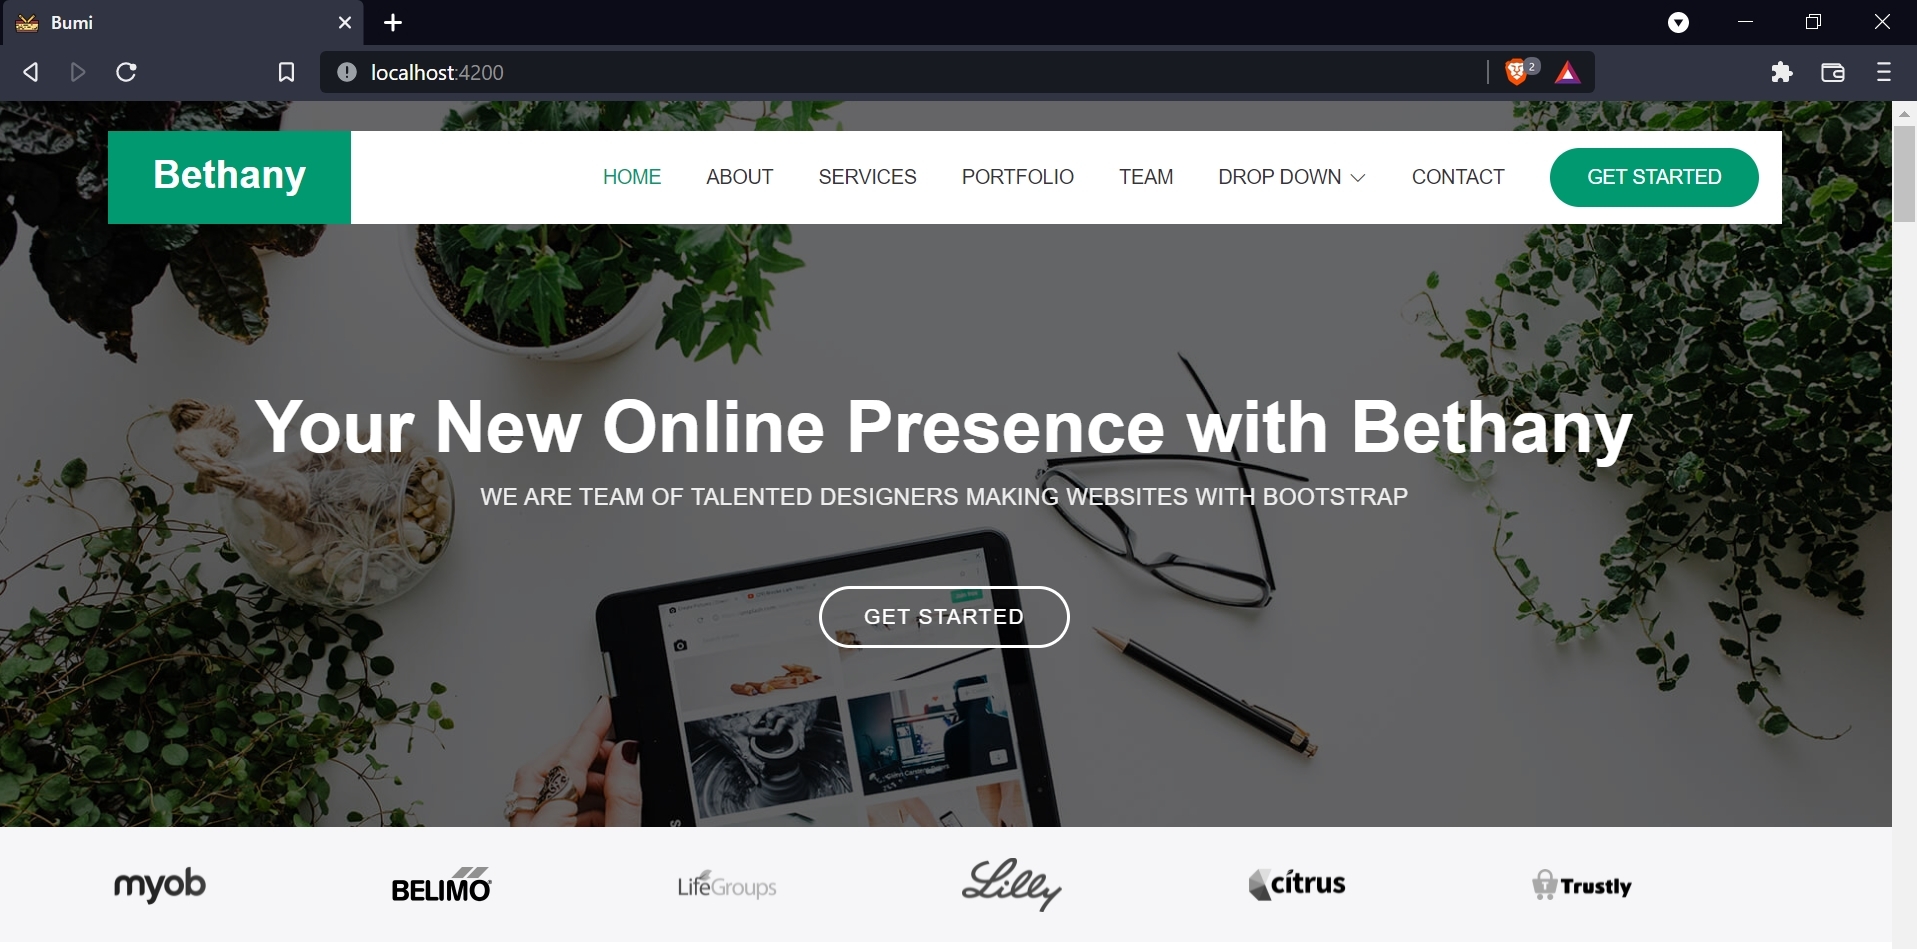 Bumi
localhost:4200
2
Bethany
HOME ABOUT SERVICES PORTFOLIO TEAM DROP DOWN CONTACT GET STARTED
Your New Online Presence with Bethany
WE ARE TEAM OF TALENTED DESIGNERS MAKING WEBSITES WITH BOOTSTRAP
GET STARTED
myob BELIMO LifeGroups Lilly cítrus Trustly